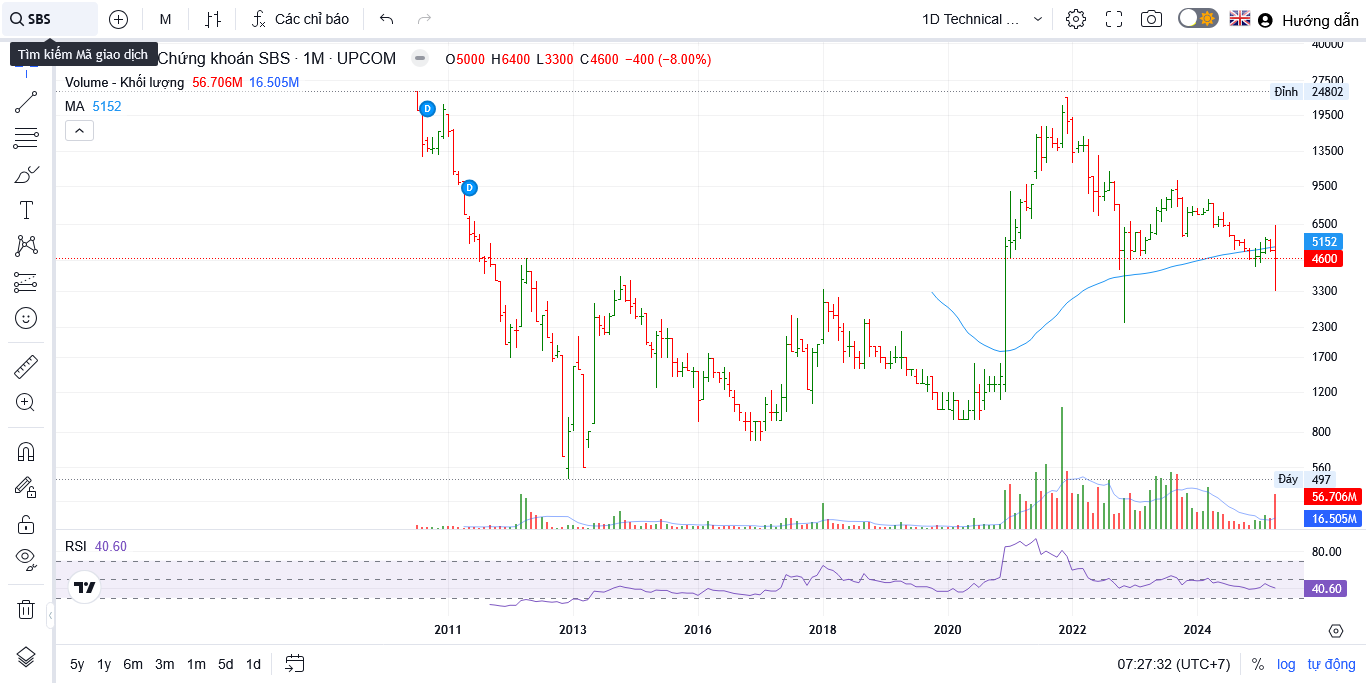 SBS
M
Các chỉ báo
1D Technical ...
Hướng dẫn
Tìm kiếm Mã giao dịch
Chứng khoán SBS · 1M · UPCOM
O5000 H6400 L3300 C4600 −400 (−8.00%)
Volume - Khối lượng 56.706M 16.505M
MA 5152
D
D
40000
27500
Đỉnh 24802
19500
13500
9500
6500
5152
4600
3300
2300
1700
1200
800
560
Đáy 497
56.706M
16.505M
RSI 40.60
80.00
40.60
2011 2013 2016 2018 2020 2022 2024
5y 1y 6m 3m 1m 5d 1d
07:27:32 (UTC+7) % log tự động